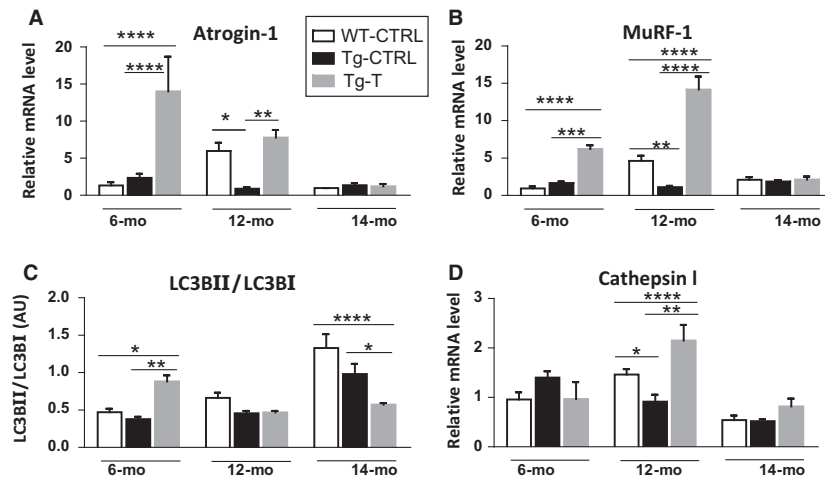 A
Atrogin-1
Relative mRNA level
20
15
10
5
0
****
****
*
**
6-mo
12-mo
14-mo
WT-CTRL
Tg-CTRL
Tg-T
B
MuRF-1
Relative mRNA level
20
15
10
5
0
****
***
****
****
**
6-mo
12-mo
14-mo
C
LC3BII/LC3BI
LC3BII/LC3BI (AU)
2.0
1.5
1.0
0.5
0.0
*
**
****
*
6-mo
12-mo
14-mo
D
Cathepsin l
Relative mRNA level
3
2
1
0
****
**
*
6-mo
12-mo
14-mo